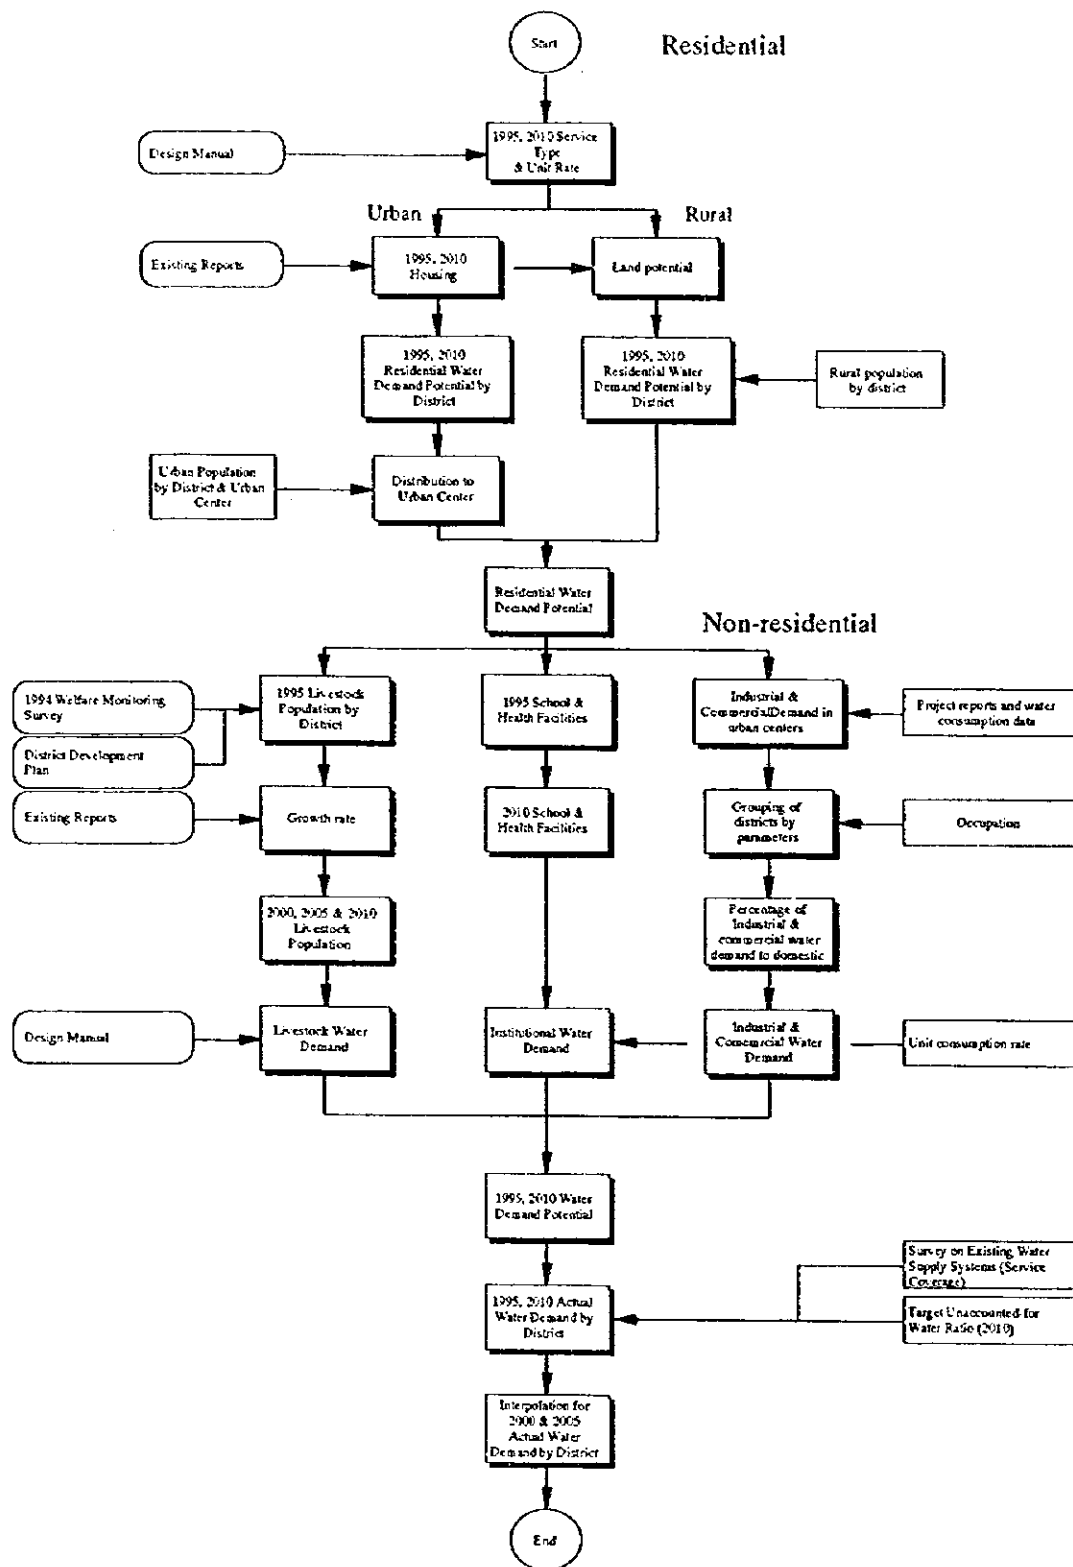 Start
Residential
1995, 2010 Service
Type
& Unit Rate
Design Manual
Urban
Rural
Existing Reports
1995, 2010
Housing
Land potential
1995, 2010
Residential Water
Demand Potential by
District
1995, 2010
Residential Water
Demand Potential by
District
Rural population
by district
Urban Population
by District & Urban
Center
Distribution to
Urban Center
Residential Water
Demand Potential
Non-residential
1994 Welfare Monitoring
Survey
District Development
Plan
1995 Livestock
Population by
District
1995 School &
Health Facilities
Industrial &
Commercial/Demand in
urban centers
Project reports and water
consumption data
Existing Reports
Growth rate
2010 School &
Health Facilities
Grouping of
districts by
parameters
Occupation
2000, 2005 & 2010
Livestock
Population
Percentage of
Industrial &
commercial water
demand to domestic
Design Manual
Livestock Water
Demand
Institutional Water
Demand
Industrial &
Comemrcial Water
Demand
Unit consumption rate
1995, 2010 Water
Demand Potential
Survey on Existing Water
Supply Systems (Service
Coverage)
1995, 2010 Actual
Water Demand by
District
Target Unaccounted-for
Water Ratio (2010)
Interpolation for
2000 & 2005
Actual Water
Demand by District
End